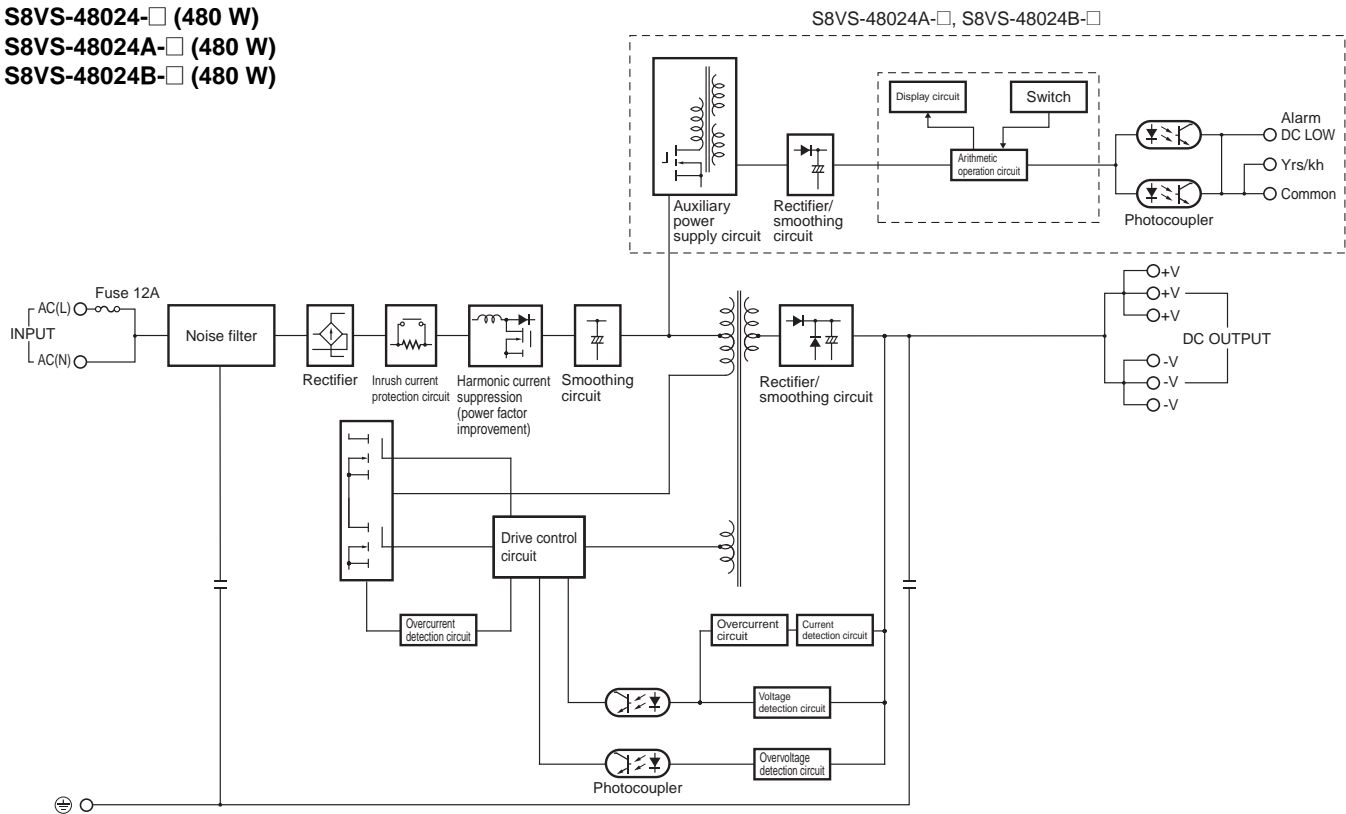 S8VS-48024-□ (480 W)
S8VS-48024A-□ (480 W)
S8VS-48024B-□ (480 W)
S8VS-48024A-□, S8VS-48024B-□
Display circuit
Switch
Arithmetic
operation circuit
Alarm
DC LOW
Yrs/kh
Common
Photocoupler
Auxiliary
power
supply circuit
Rectifier/
smoothing
circuit
INPUT
AC(L)
Fuse 12A
AC(N)
Noise filter
Rectifier
Inrush current
protection circuit
Harmonic current
suppression
(power factor
improvement)
Smoothing
circuit
Rectifier/
smoothing circuit
+V
+V
+V
DC OUTPUT
-V
-V
-V
Drive control
circuit
Overcurrent
detection circuit
Overcurrent
circuit
Current
detection circuit
Voltage
detection circuit
Overvoltage
detection circuit
Photocoupler